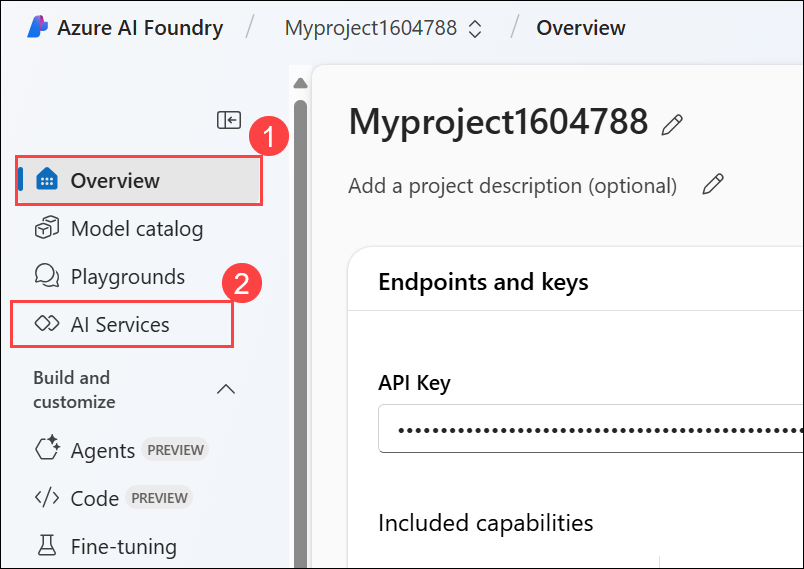 Azure AI Foundry / Myproject1604788 / Overview
1
Overview
Model catalog
Playgrounds
2
AI Services
Build and
customize
Agents PREVIEW
Code PREVIEW
Fine-tuning
Myproject1604788
Add a project description (optional)
Endpoints and keys
API Key
••••••••••••••••••••••••••••••••••••••••••••••
Included capabilities